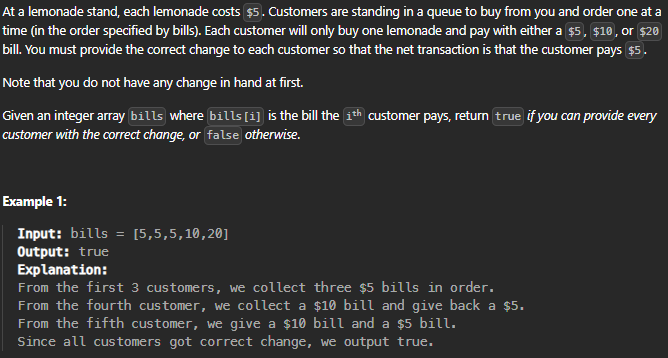 At a lemonade stand, each lemonade costs $5. Customers are standing in a queue to buy from you and order one at a
time (in the order specified by bills). Each customer will only buy one lemonade and pay with either a $5, $10, or $20
bill. You must provide the correct change to each customer so that the net transaction is that the customer pays $5.
Note that you do not have any change in hand at first.
Given an integer array bills where bills[i] is the bill the ith customer pays, return true if you can provide every
customer with the correct change, or false otherwise.
Example 1:
Input: bills = [5,5,5,10,20]
Output: true
Explanation:
From the first 3 customers, we collect three $5 bills in order.
From the fourth customer, we collect a $10 bill and give back a $5.
From the fifth customer, we give a $10 bill and a $5 bill.
Since all customers got correct change, we output true.